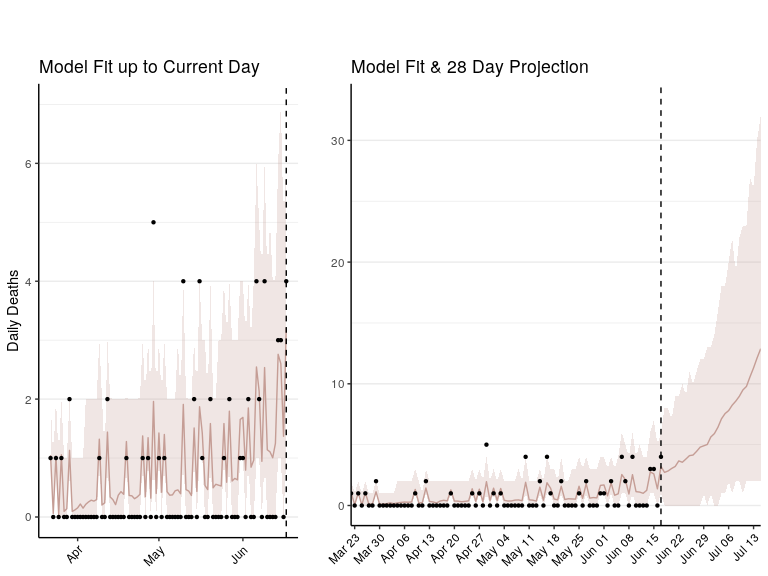 Model Fit up to Current Day
Daily Deaths
6
4
2
0
Apr
May
Jun
Model Fit & 28 Day Projection
30
20
10
0
Mar 23
Mar 30
Apr 06
Apr 13
Apr 20
Apr 27
May 04
May 11
May 18
May 25
Jun 01
Jun 08
Jun 15
Jun 22
Jun 29
Jul 06
Jul 13